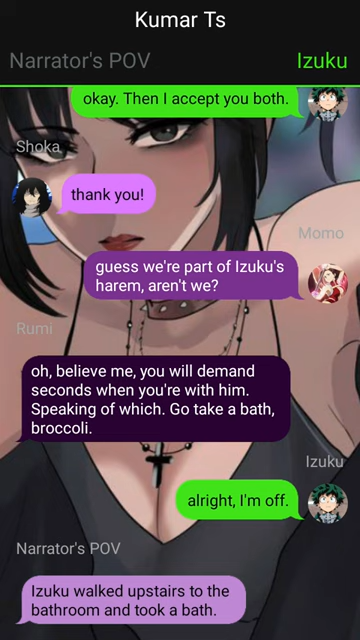 Kumar Ts
Narrator's POV
Izuku
okay. Then I accept you both.
Shoka
thank you!
Momo
guess we're part of Izuku's
harem, aren't we?
Rumi
oh, believe me, you will demand
seconds when you're with him.
Speaking of which. Go take a bath,
broccoli.
Izuku
alright, I'm off.
Narrator's POV
Izuku walked upstairs to the
bathroom and took a bath.